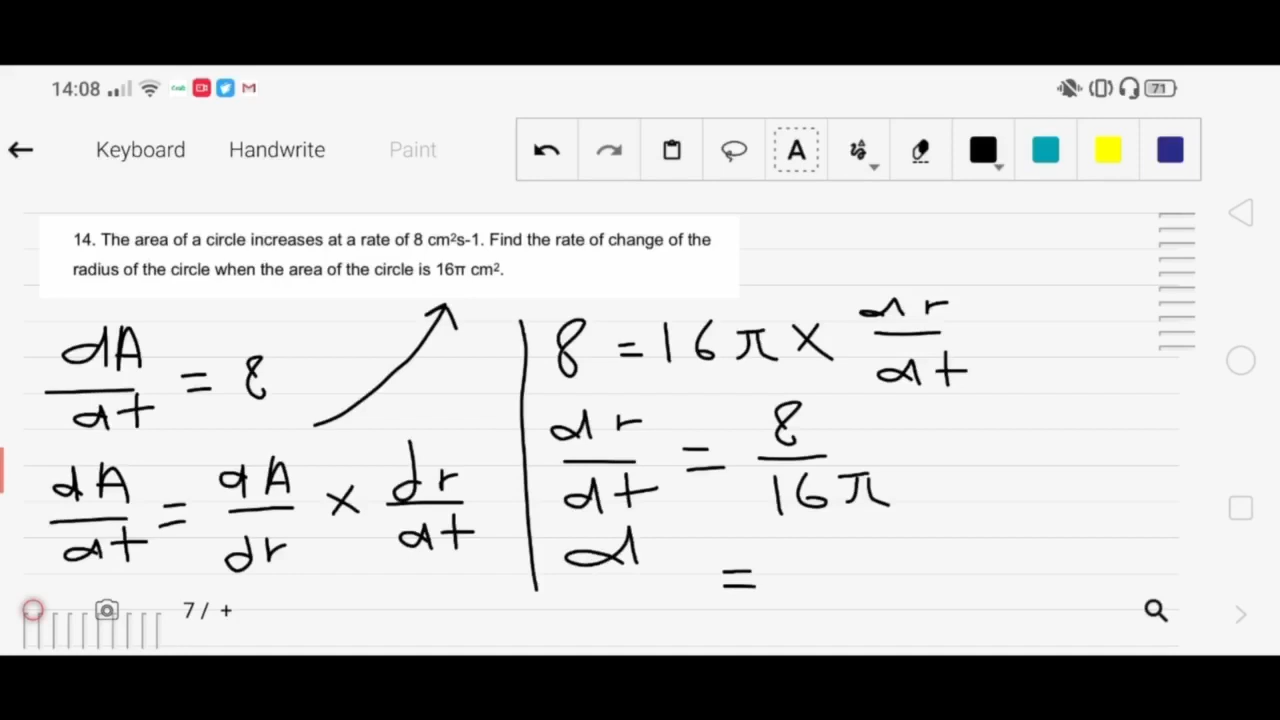 14:08 71
Keyboard Handwrite Paint A
14. The area of a circle increases at a rate of 8 cm²s-1. Find the rate of change of the
radius of the circle when the area of the circle is 16π cm².
dA/dt = 8
dA/dt = dA/dr × dr/dt
8 = 16π × dr/dt
dr/dt = 8/16π
d =
7 / +